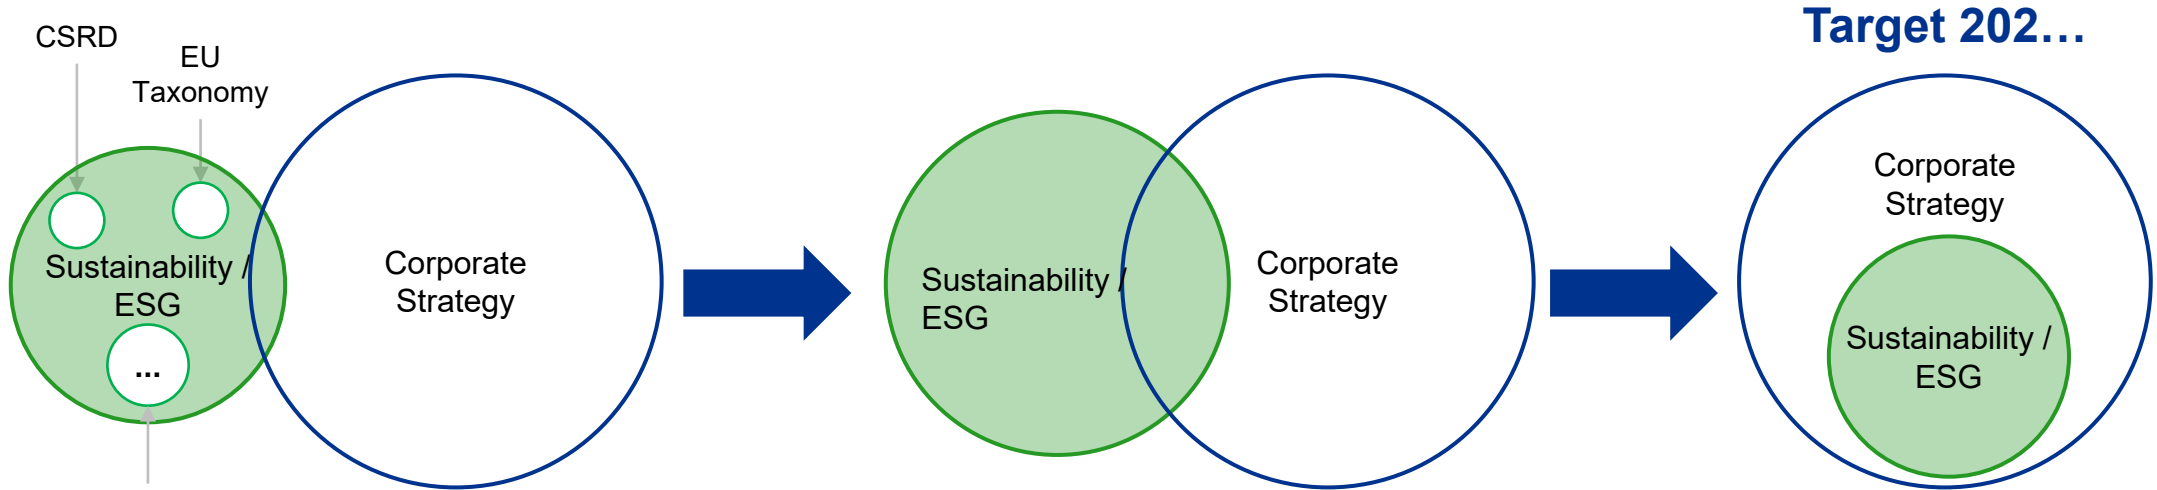 CSRD
EU
Taxonomy
Sustainability /
ESG
...
Corporate
Strategy
Sustainability /
ESG
Corporate
Strategy
Target 202…
Corporate
Strategy
Sustainability /
ESG